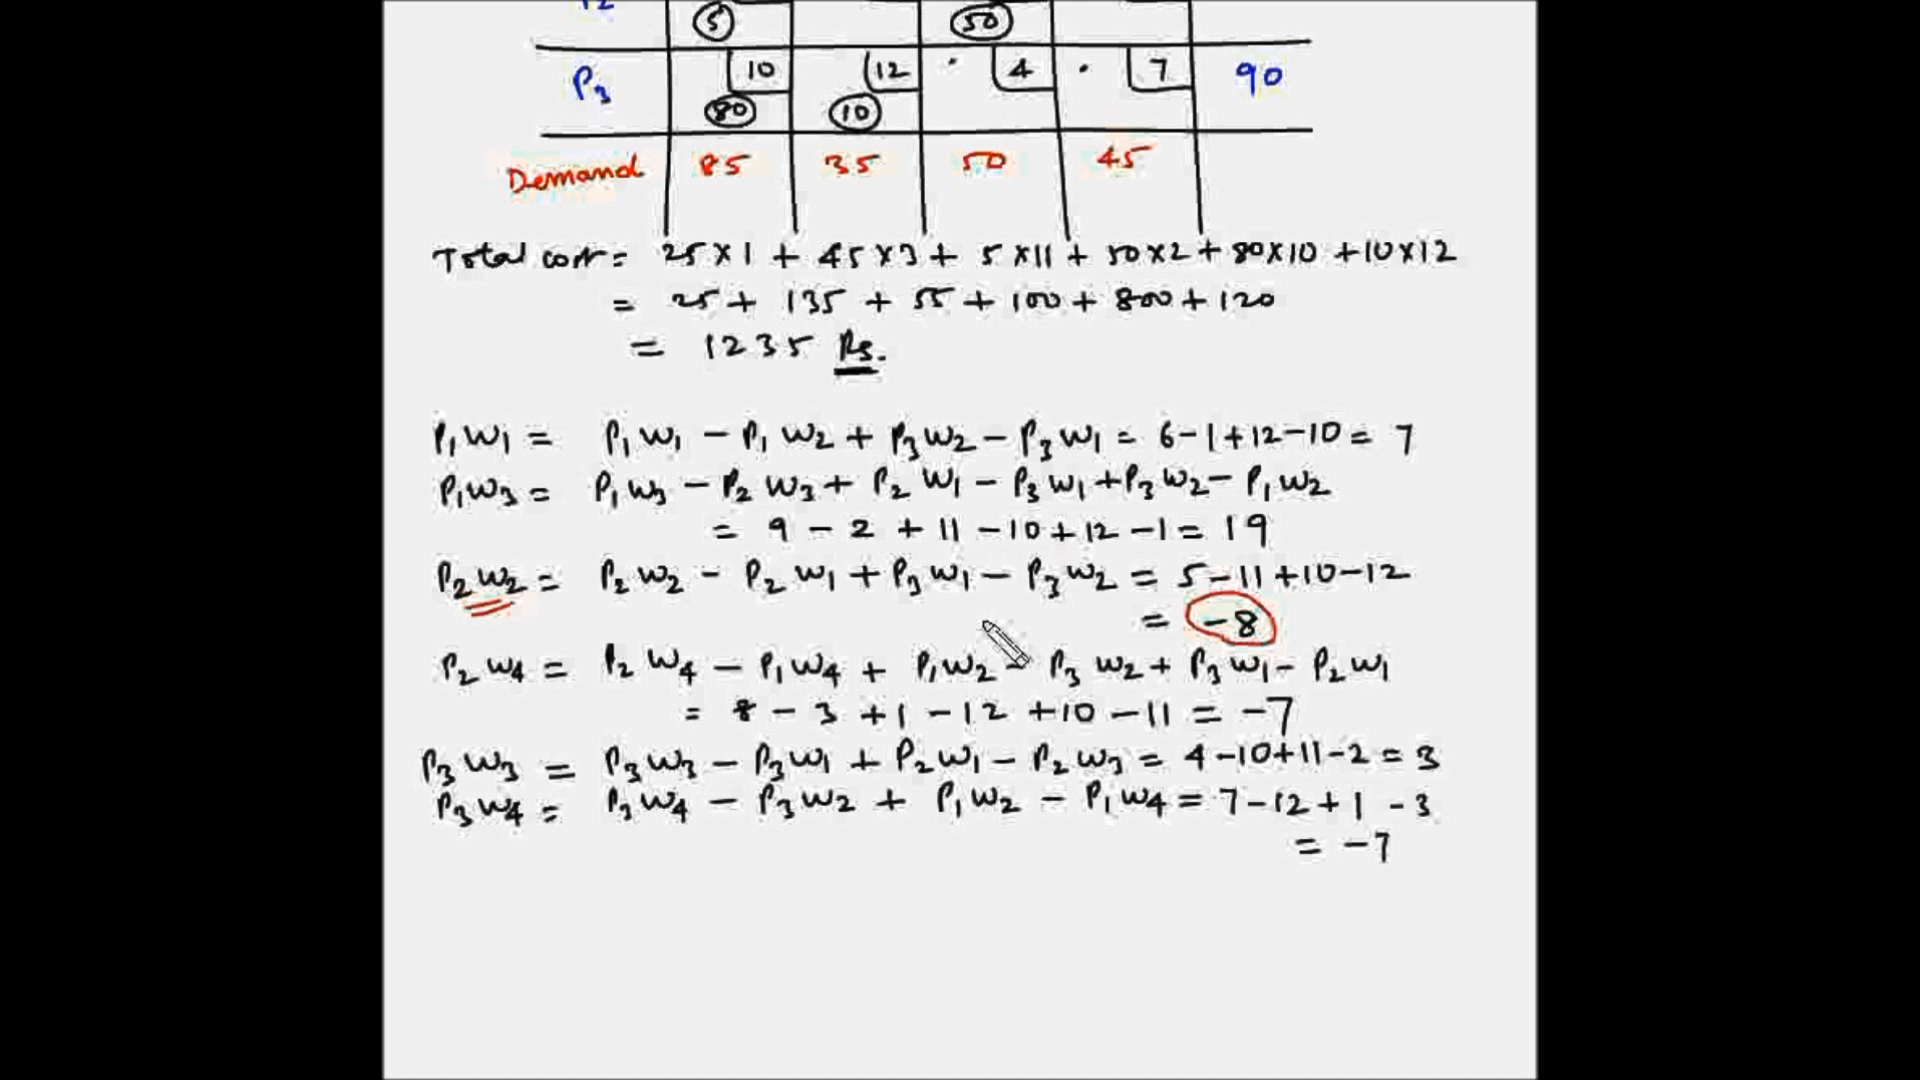 5 50
P3 10 12 4 7 90
80 10
Demand 85 35 50 45
Total cost = 25×1 + 45×3 + 5×11 + 50×2 + 80×10 + 10×12
= 25 + 135 + 55 + 100 + 800 + 120
= 1235 Rs.
P1W1 = P1W1 - P1W2 + P3W2 - P3W1 = 6-1+12-10 = 7
P1W3 = P1W3 - P2W3 + P2W1 - P3W1 + P3W2 - P1W2
= 9 - 2 + 11 - 10 + 12 - 1 = 19
P2W2 = P2W2 - P2W1 + P3W1 - P3W2 = 5-11+10-12
= -8
P2W4 = P2W4 - P1W4 + P1W2 - P3W2 + P3W1 - P2W1
= 8 - 3 + 1 - 12 + 10 - 11 = -7
P3W3 = P3W3 - P3W1 + P2W1 - P2W3 = 4-10+11-2 = 3
P3W4 = P3W4 - P3W2 + P1W2 - P1W4 = 7-12+1-3
= -7